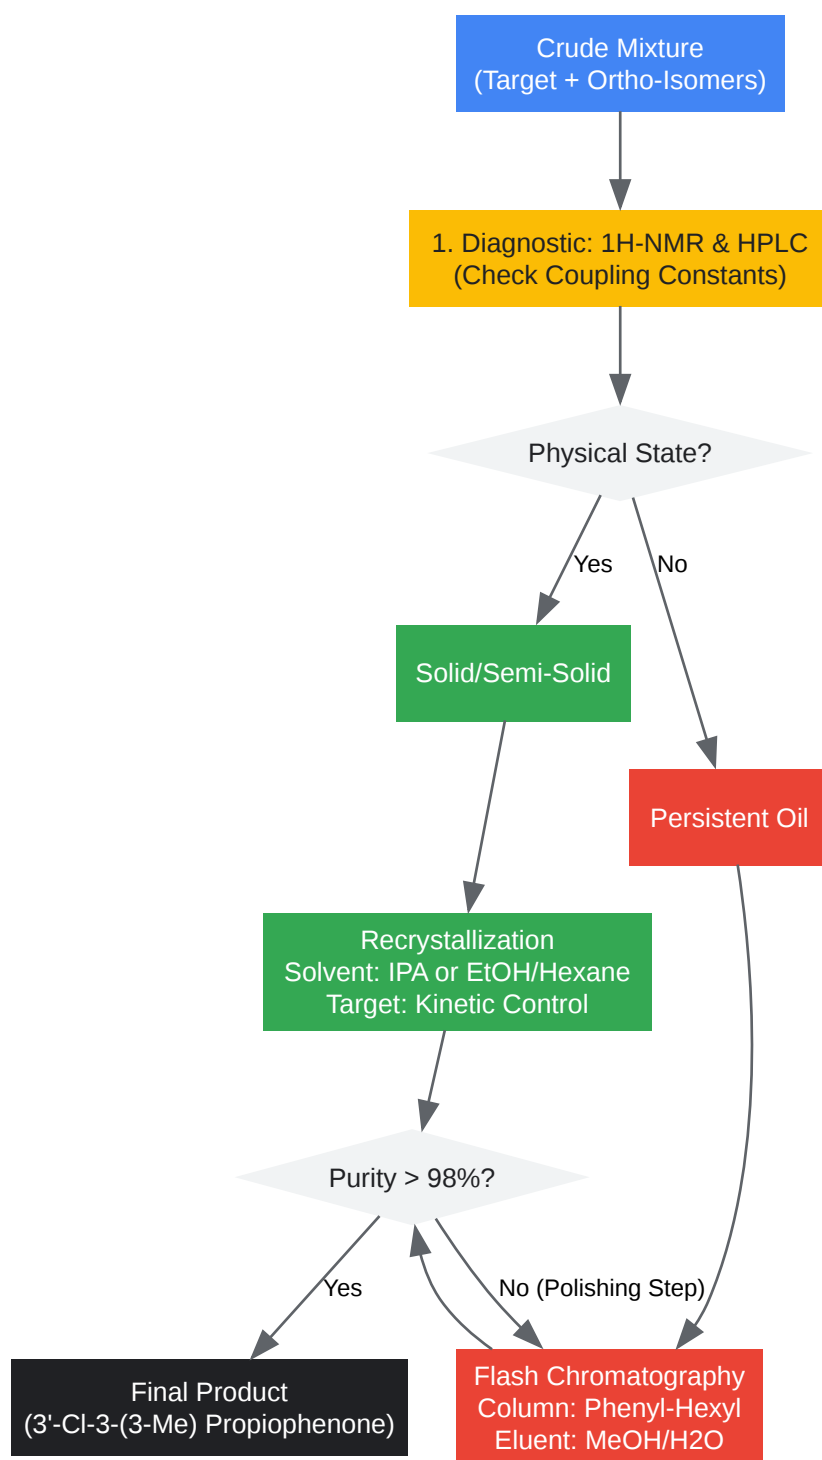 Crude Mixture
(Target + Ortho-Isomers)
1. Diagnostic: 1H-NMR & HPLC
(Check Coupling Constants)
Physical State?
Yes
No
Solid/Semi-Solid
Persistent Oil
Recrystallization
Solvent: IPA or EtOH/Hexane
Target: Kinetic Control
Purity > 98%?
Yes
No (Polishing Step)
Final Product
(3'-Cl-3-(3-Me) Propiophenone)
Flash Chromatography
Column: Phenyl-Hexyl
Eluent: MeOH/H2O